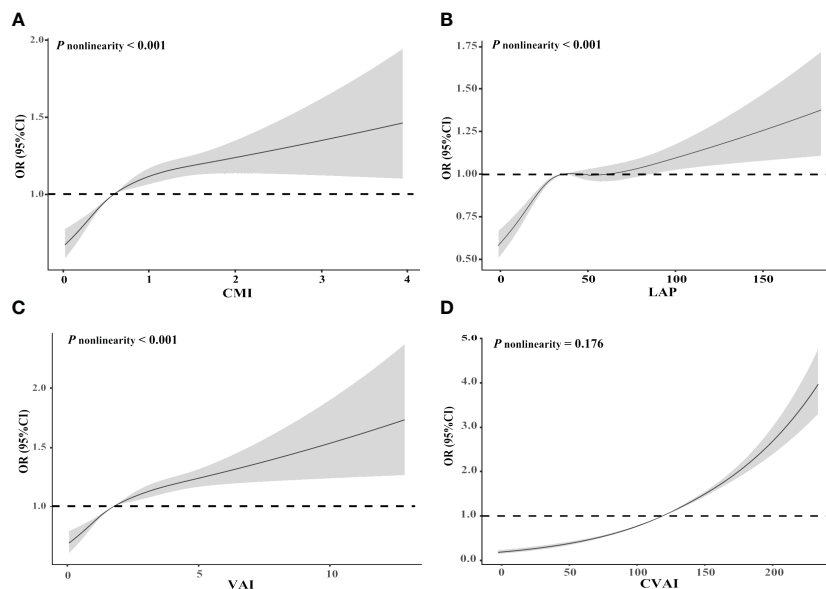 A
P nonlinearity < 0.001
OR (95%CI)
2.0
1.5
1.0
0
1
2
3
4
CMI
B
P nonlinearity < 0.001
OR (95%CI)
1.75
1.50
1.25
1.00
0.75
0.50
0
50
100
150
LAP
C
P nonlinearity < 0.001
OR (95%CI)
2.0
1.5
1.0
0
5
10
VAI
D
P nonlinearity = 0.176
OR (95%CI)
5.0
4.0
3.0
2.0
1.0
0.0
0
50
100
150
200
CVAI